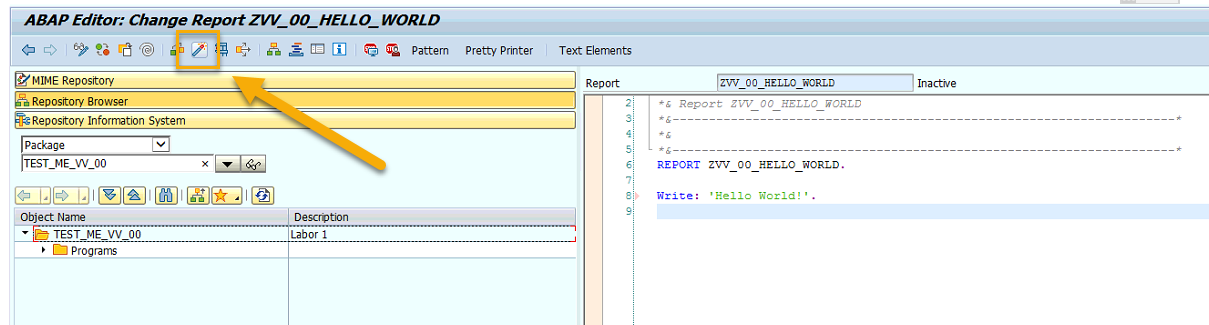 ABAP Editor: Change Report ZVV_00_HELLO_WORLD
Pattern Pretty Printer Text Elements
MIME Repository
Repository Browser
Repository Information System
Package
TEST_ME_VV_00
Object Name Description
TEST_ME_VV_00 Labor 1
Programs
Report ZVV_00_HELLO_WORLD Inactive
2 *& Report ZVV_00_HELLO_WORLD
3 *&---------------------------------------------------------------------*
4 *&
5 *&---------------------------------------------------------------------*
6 REPORT ZVV_00_HELLO_WORLD.
7
8 Write: 'Hello World!'.
9